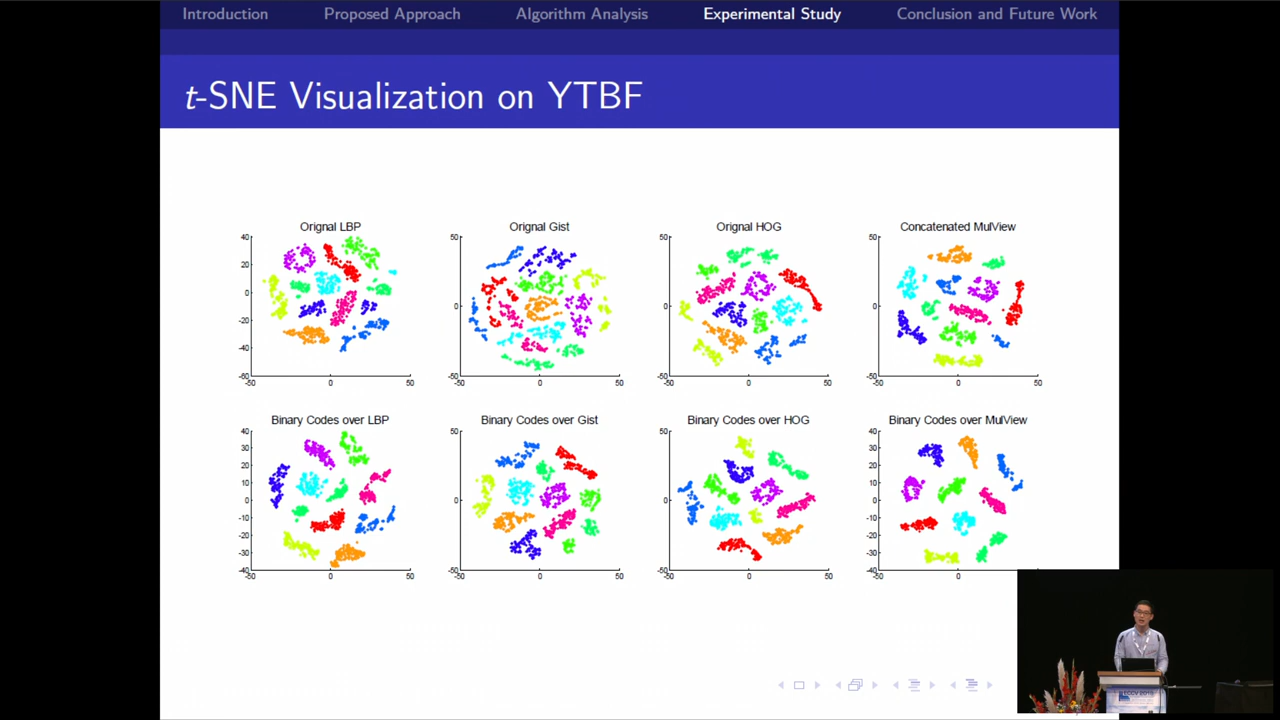 Introduction Proposed Approach Algorithm Analysis Experimental Study Conclusion and Future Work
t-SNE Visualization on YTBF
Orignal LBP Orignal Gist Orignal HOG Concatenated MulView
40 20 0 -20 -40 -60 -50 0 50
50 0 -50 -50 0 50
50 0 -50 -50 0 50
50 0 -50 -50 0 50
Binary Codes over LBP Binary Codes over Gist Binary Codes over HOG Binary Codes over MulView
40 30 20 10 0 -10 -20 -30 -40 -50 0 50
50 0 -50 -50 0 50
50 0 -50 -50 0 50
40 30 20 10 0 -10 -20 -30 -40 -50 0
ECCV 2018